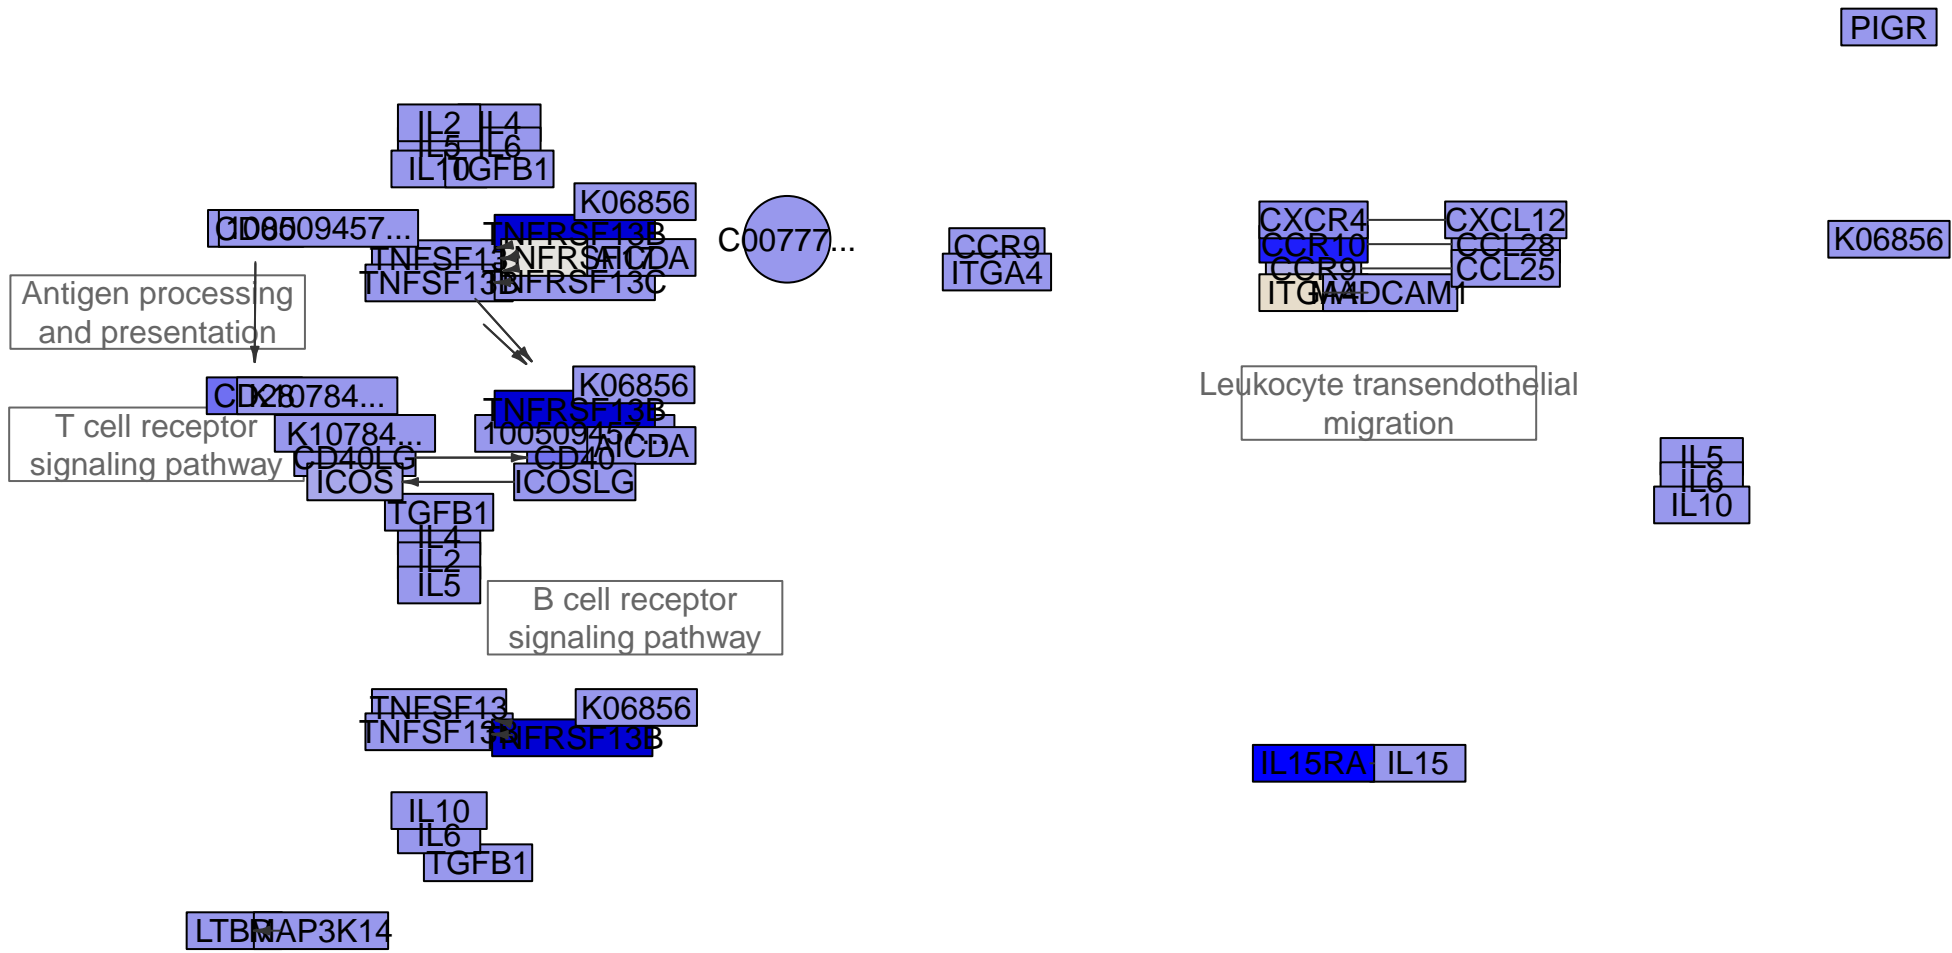 PIGR
IL2
IL4
IL5
IL6
IL10
TGFB1
K06856
CD80
100509457...
TNFRSF13B
TNFSF13
TNFRSF17
AICDA
TNFSF13B
TNFRSF13C
C00777...
CCR9
ITGA4
CXCR4
CXCL12
CCR10
CCL28
CCR9
CCL25
ITGA4
MADCAM1
K06856
Antigen processing
and presentation
K06856
CD28
K10784...
TNFRSF13B
Leukocyte transendothelial
migration
T cell receptor
signaling pathway
K10784...
100509457...
AICDA
CD40LG
CD40
ICOS
ICOSLG
IL5
IL6
IL10
TGFB1
IL4
IL2
IL5
B cell receptor
signaling pathway
TNFSF13
K06856
TNFSF13B
TNFRSF13B
IL15RA
IL15
IL10
IL6
TGFB1
LTBR
MAP3K14